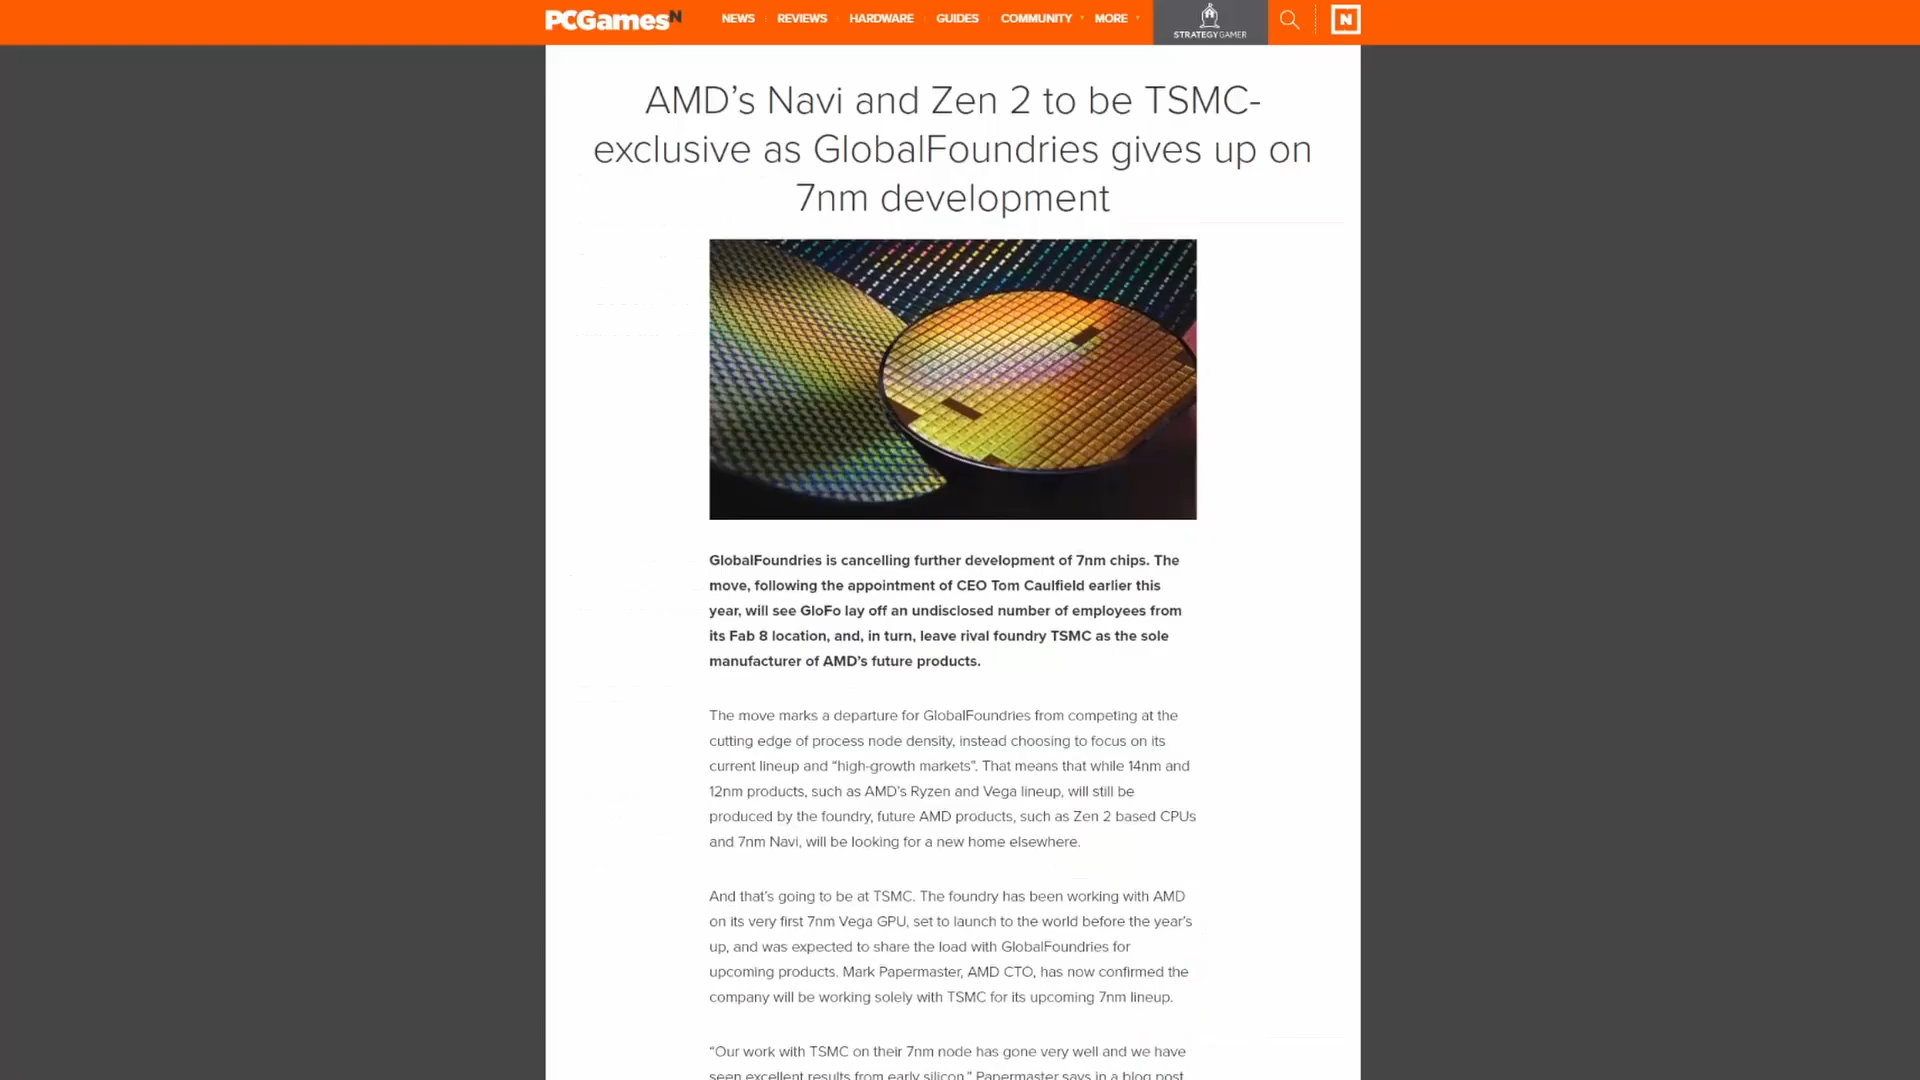 PCGamesN
NEWS
REVIEWS
HARDWARE
GUIDES
COMMUNITY
MORE
STRATEGY GAMER
N
AMD’s Navi and Zen 2 to be TSMC-
exclusive as GlobalFoundries gives up on
7nm development
GlobalFoundries is cancelling further development of 7nm chips. The
move, following the appointment of CEO Tom Caulfield earlier this
year, will see GloFo lay off an undisclosed number of employees from
its Fab 8 location, and, in turn, leave rival foundry TSMC as the sole
manufacturer of AMD’s future products.
The move marks a departure for GlobalFoundries from competing at the
cutting edge of process node density, instead choosing to focus on its
current lineup and “high-growth markets”. That means that while 14nm and
12nm products, such as AMD’s Ryzen and Vega lineup, will still be
produced by the foundry, future AMD products, such as Zen 2 based CPUs
and 7nm Navi, will be looking for a new home elsewhere.
And that’s going to be at TSMC. The foundry has been working with AMD
on its very first 7nm Vega GPU, set to launch to the world before the year’s
up, and was expected to share the load with GlobalFoundries for
upcoming products. Mark Papermaster, AMD CTO, has now confirmed the
company will be working solely with TSMC for its upcoming 7nm lineup.
“Our work with TSMC on their 7nm node has gone very well and we have
seen excellent results from early silicon,” Papermaster says in a blog post.